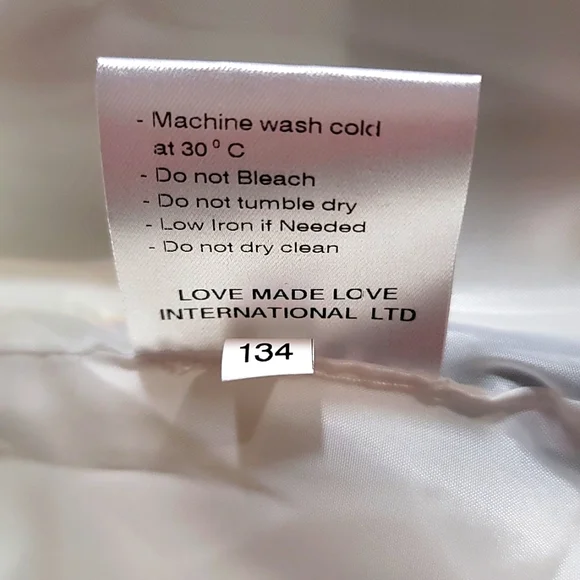 - Machine wash cold
at 30° C
- Do not Bleach
- Do not tumble dry
- Low Iron if Needed
- Do not dry clean
LOVE MADE LOVE
INTERNATIONAL LTD
134